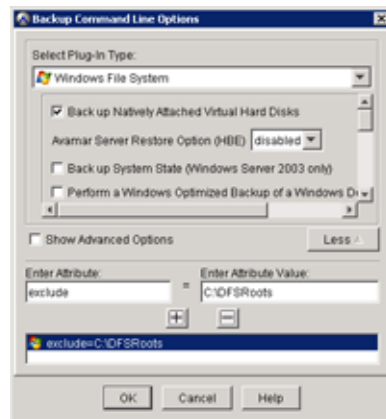 Backup Command Line Options
Select Plug-In Type:
Windows File System
Back up Natively Attached Virtual Hard Disks
Avamar Server Restore Option (HBE) disabled
Back up System State (Windows Server 2003 only)
Perform a Windows Optimized Backup of a Windows
Show Advanced Options
Less
Enter Attribute:
Enter Attribute Value:
exclude
=
C:\DFSRoots
exclude=C:\DFSRoots
OK
Cancel
Help